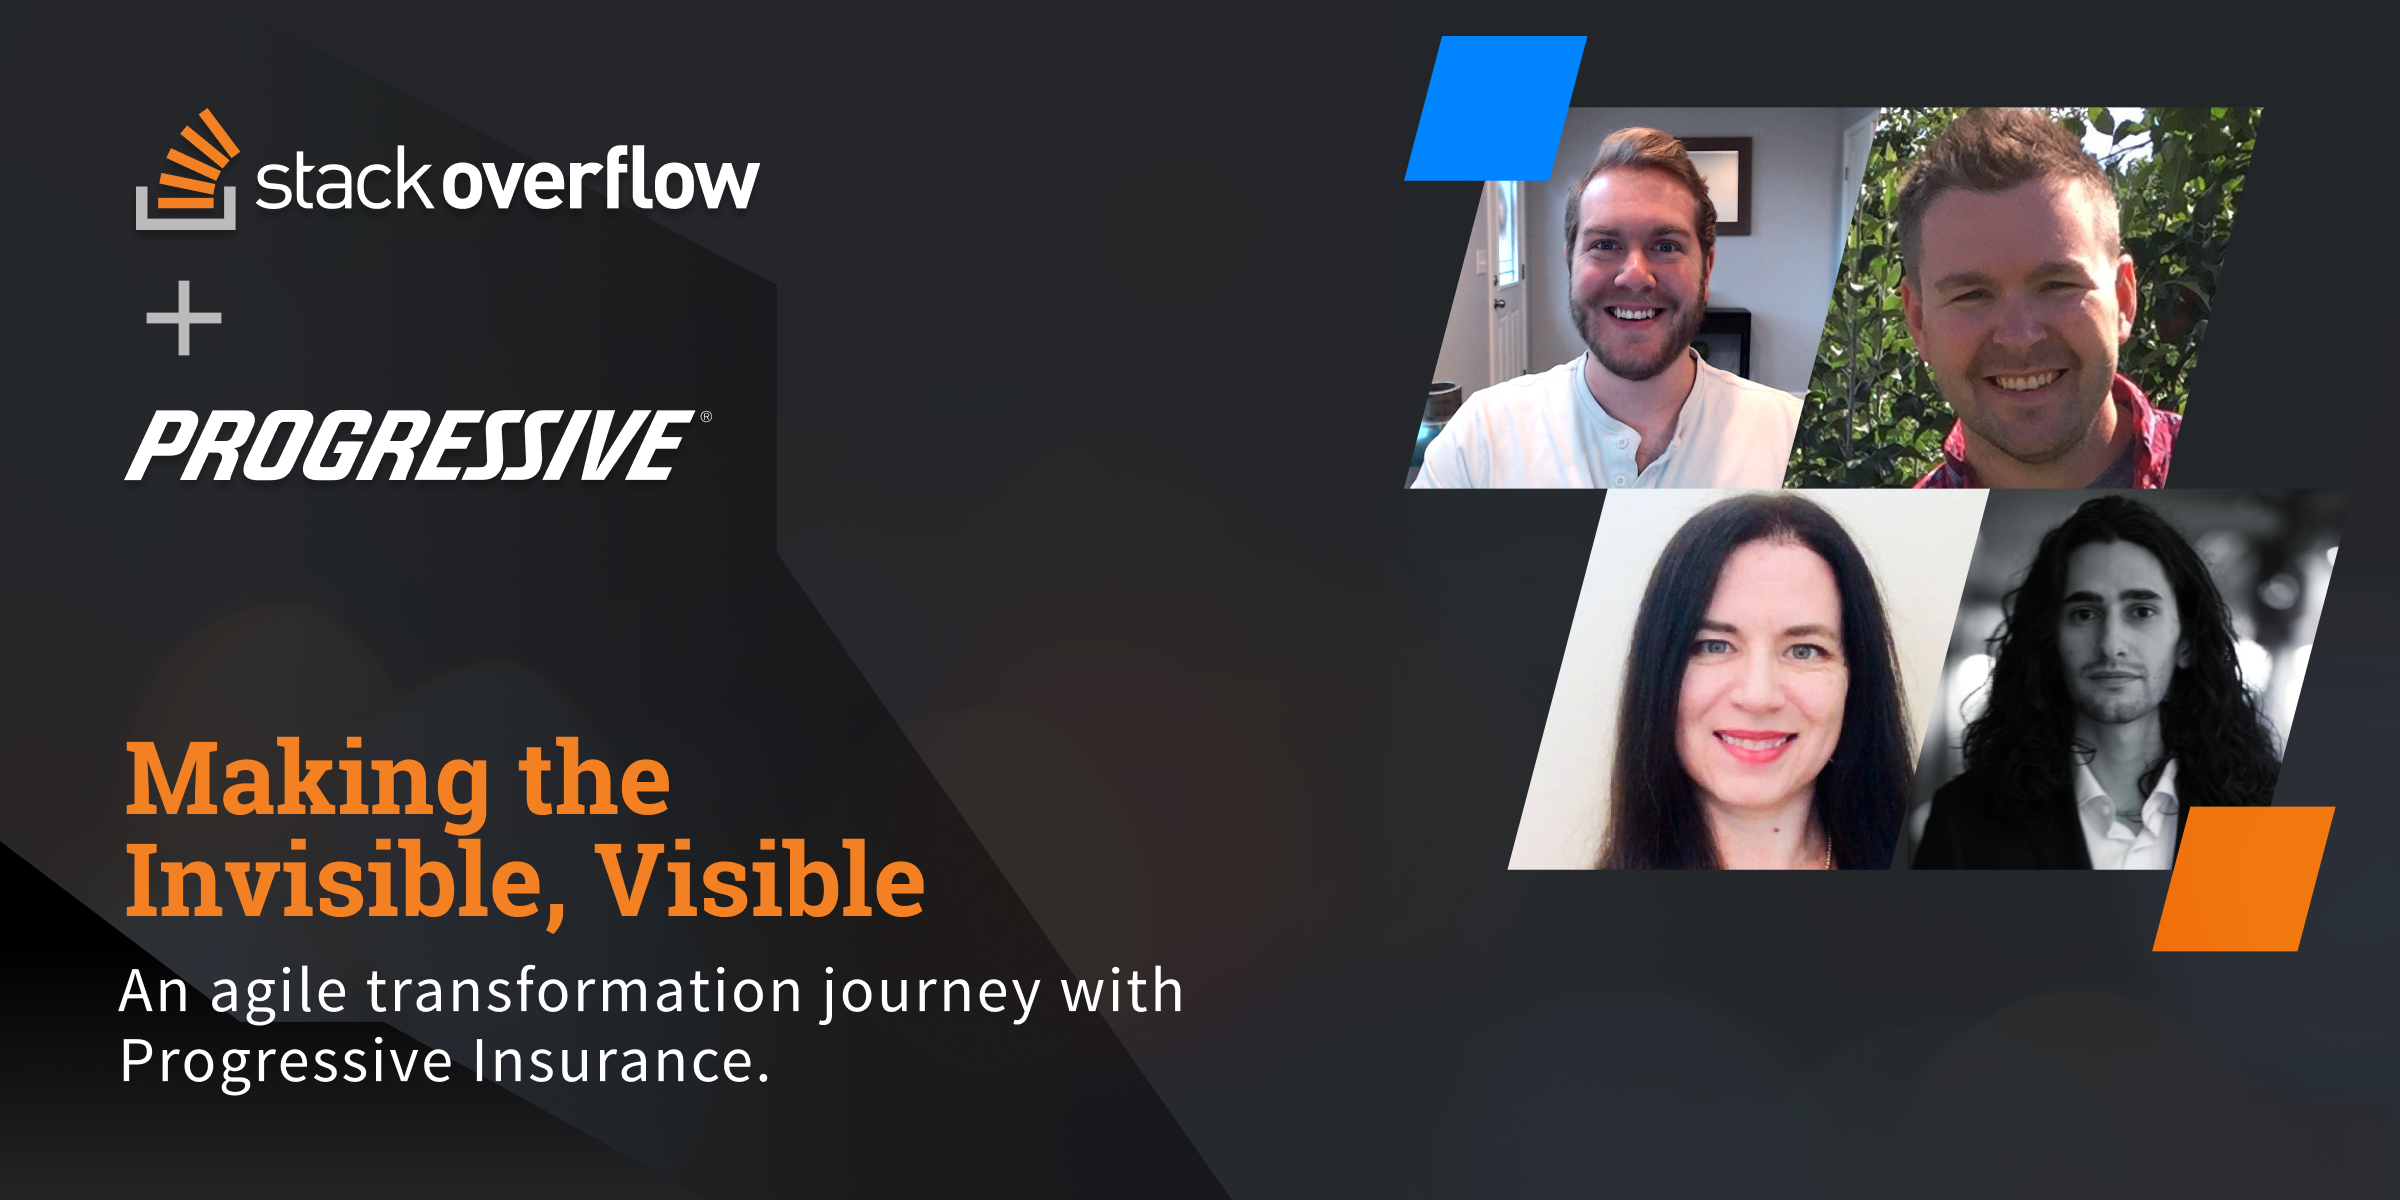 stackoverflow
+
PROGRESSIVE®
Making the
Invisible, Visible
An agile transformation journey with
Progressive Insurance.